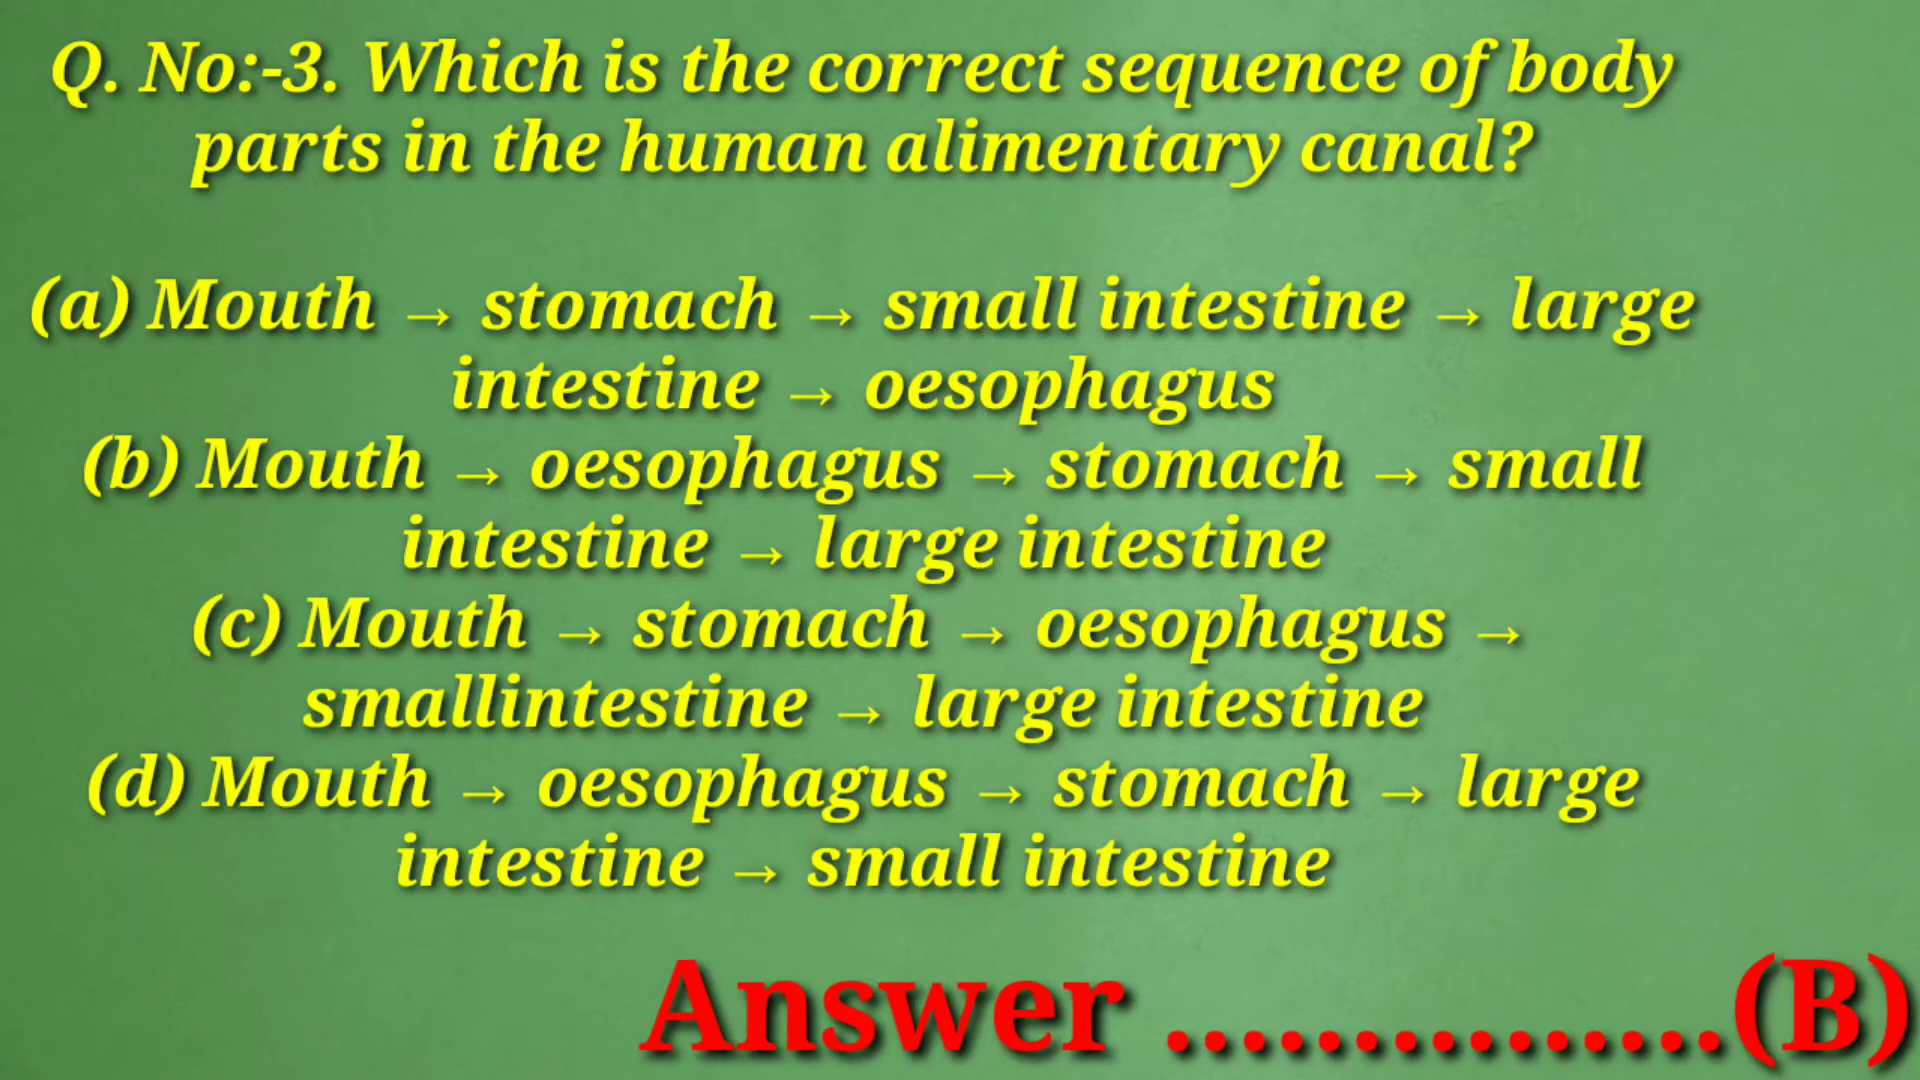 Q. No:-3. Which is the correct sequence of body
parts in the human alimentary canal?
(a) Mouth → stomach → small intestine → large
intestine → oesophagus
(b) Mouth → oesophagus → stomach → small
intestine → large intestine
(c) Mouth → stomach → oesophagus →
smallintestine → large intestine
(d) Mouth → oesophagus → stomach → large
intestine → small intestine
Answer ...............(B)